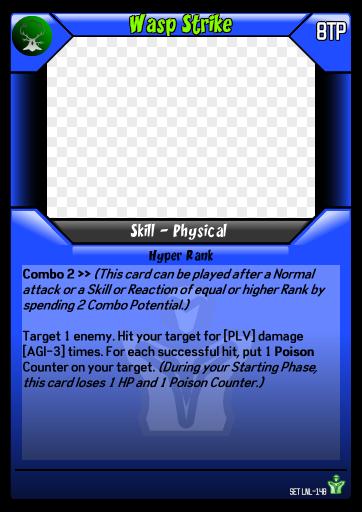 Wasp Strike
8TP
Skill - Physical
Hyper Rank
Combo 2 >> (This card can be played after a Normal
attack or a Skill or Reaction of equal or higher Rank by
spending 2 Combo Potential.)
Target 1 enemy. Hit your target for [PLV] damage
[AGI-3] times. For each successful hit, put 1 Poison
Counter on your target. (During your Starting Phase,
this card loses 1 HP and 1 Poison Counter.)
SET LNL-148